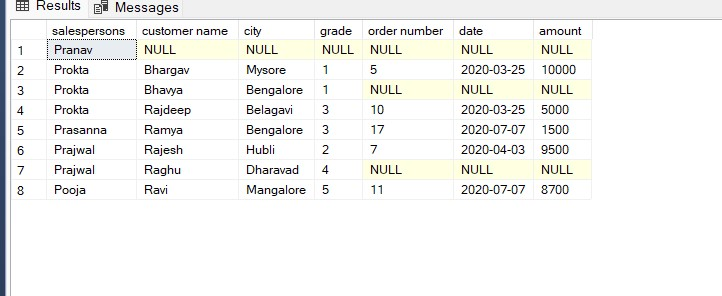 Results Messages
salespersons customer name city grade order number date amount
1 Pranav NULL NULL NULL NULL NULL NULL
2 Prokta Bhargav Mysore 1 5 2020-03-25 10000
3 Prokta Bhavya Bengalore 1 NULL NULL NULL
4 Prokta Rajdeep Belagavi 3 10 2020-03-25 5000
5 Prasanna Ramya Bengalore 3 17 2020-07-07 1500
6 Prajwal Rajesh Hubli 2 7 2020-04-03 9500
7 Prajwal Raghu Dharavad 4 NULL NULL NULL
8 Pooja Ravi Mangalore 5 11 2020-07-07 8700